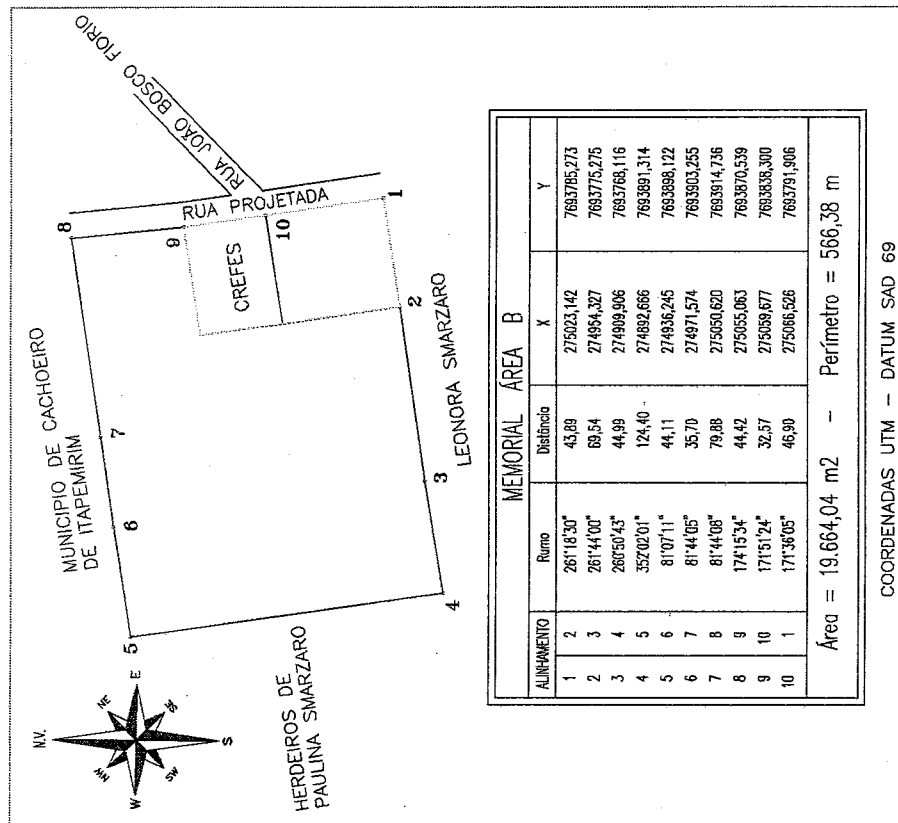 MUNICIPIO DE CACHOEIRO
DE ITAPEMIRIM
RUA JOÃO BOSCO FIORIO
RUA PROJETADA
CREFES
LEONORA SMARZARO
HERDEIROS DE
PAULINA SMARZARO
5
6
7
8
9
10
1
2
3
4
N.V.
NE
E
SE
S
SW
W
NW
MEMORIAL ÁREA B
ALINHAMENTO Rumo Distância X Y
1 2 261°18'30" 43,89 275023,142 7693785,273
2 3 261°44'00" 69,54 274954,327 7693775,275
3 4 260°50'43" 44,99 274909,906 7693768,116
4 5 352°02'01" 124,40 274892,666 7693891,314
5 6 81°07'11" 44,11 274936,245 7693898,122
6 7 81°44'05" 35,70 274971,574 7693903,255
7 8 81°44'08" 79,88 275050,620 7693914,736
8 9 174°15'34" 44,42 275055,063 7693870,539
9 10 171°51'24" 32,57 275059,677 7693838,300
10 1 171°36'05" 46,90 275066,526 7693791,906
Área = 19.664,04 m2 - Perímetro = 566,38 m
COORDENADAS UTM - DATUM SAD 69